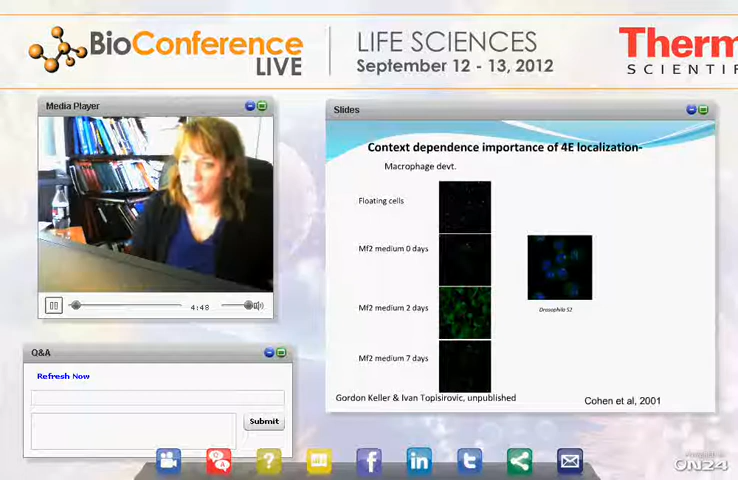 BioConference
LIVE
LIFE SCIENCES
September 12 - 13, 2012
Therm
SCIENTIF
Media Player
4:48
Slides
Context dependence importance of 4E localization-
Macrophage devt.
Floating cells
Mf2 medium 0 days
Mf2 medium 2 days
Mf2 medium 7 days
Drosophila S2
Gordon Keller & Ivan Topisirovic, unpublished
Cohen et al, 2001
Q&A
Refresh Now
Submit
ON24